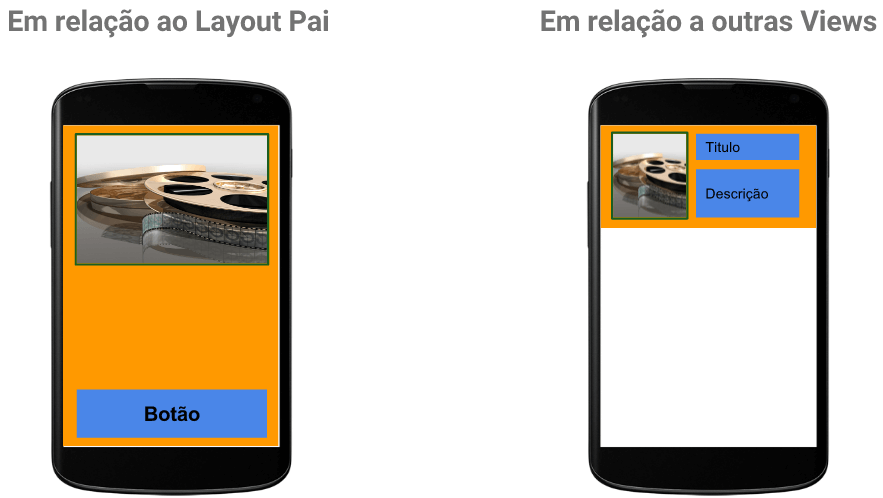 Em relação ao Layout Pai
Em relação a outras Views
Botão
Titulo
Descrição